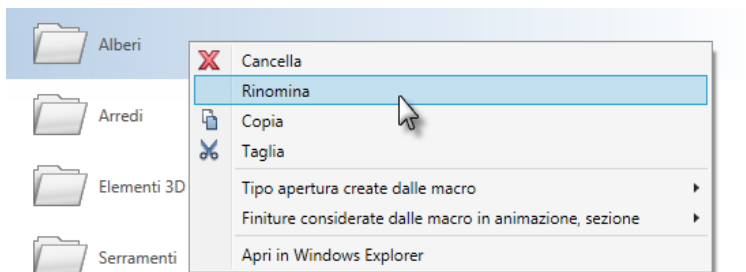 Alberi
Cancella
Rinomina
Arredi
Copia
Taglia
Elementi 3D
Tipo apertura create dalle macro
Finiture considerate dalle macro in animazione, sezione
Serramenti
Apri in Windows Explorer